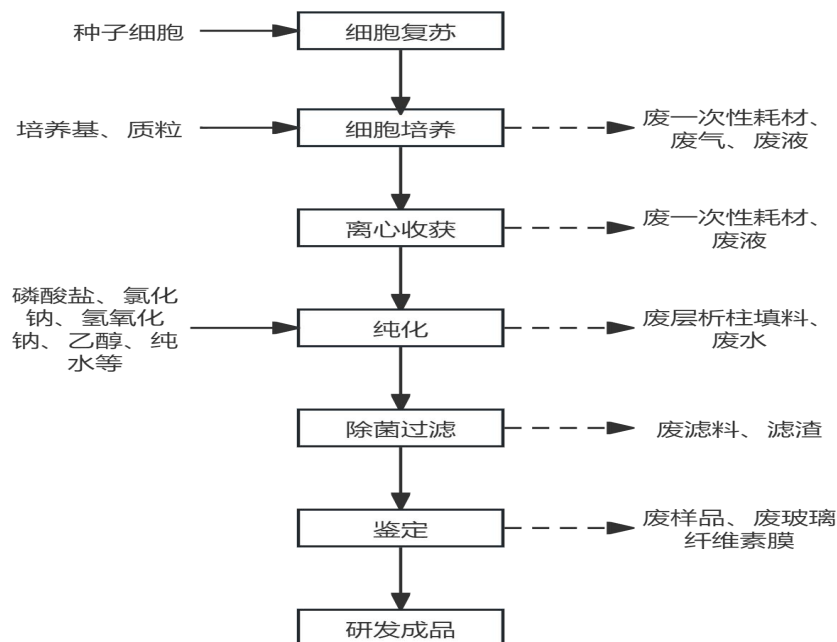 种子细胞
细胞复苏
培养基、质粒
细胞培养
废一次性耗材、
废气、废液
离心收获
废一次性耗材、
废液
磷酸盐、氯化
钠、氢氧化
钠、乙醇、纯
水等
纯化
废层析柱填料、
废水
除菌过滤
废滤料、滤渣
鉴定
废样品、废玻璃
纤维素膜
研发成品